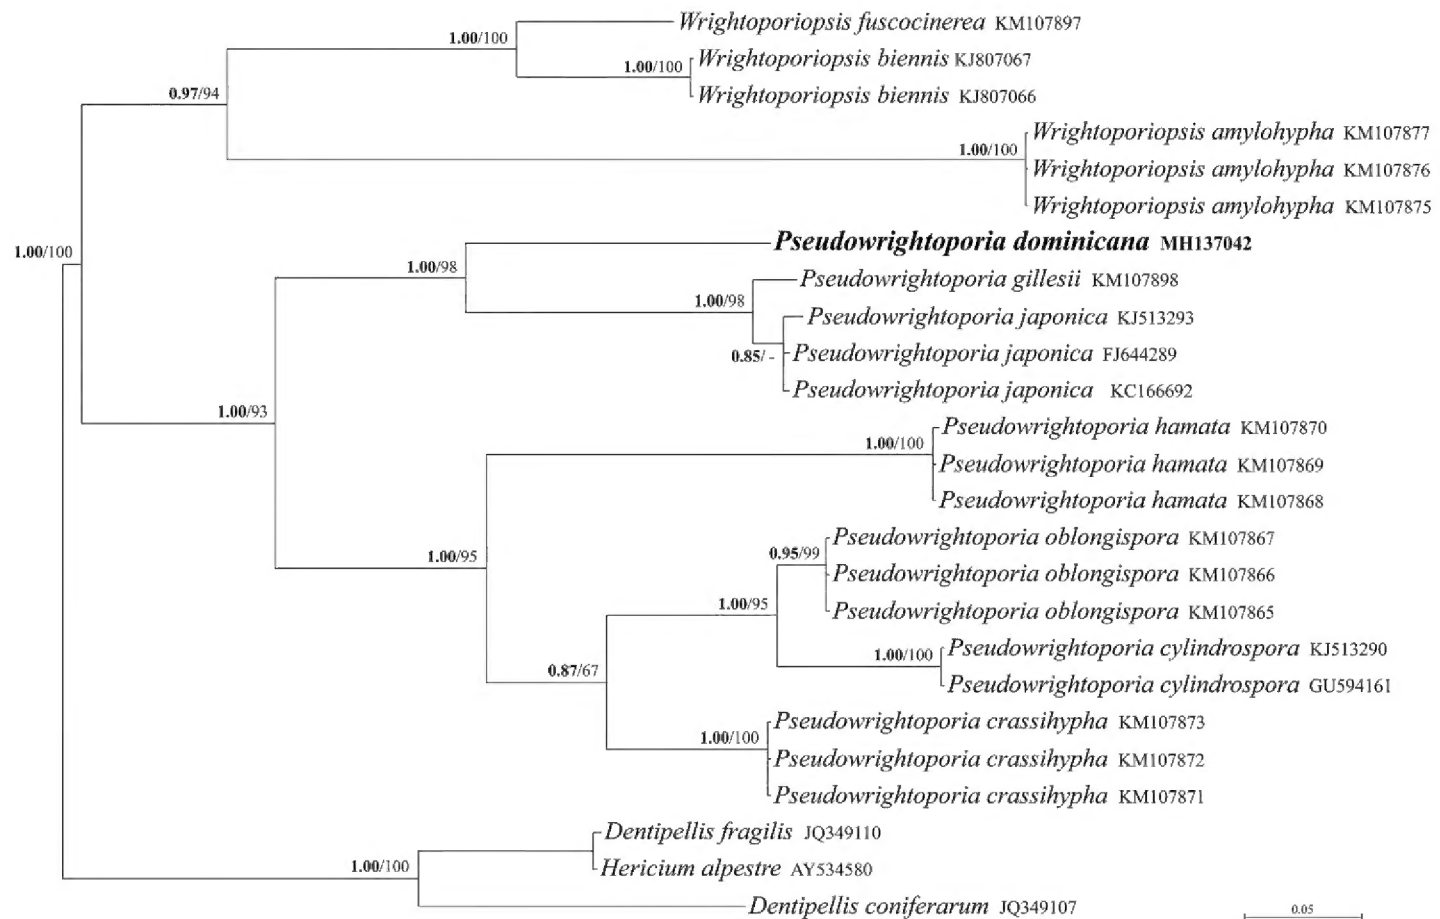 Wrightoporiopsis fuscocinerea KM107897
1.00/100
Wrightoporiopsis biennis KJ807067
1.00/100
Wrightoporiopsis biennis KJ807066
0.97/94
Wrightoporiopsis amylohypha KM107877
1.00/100
Wrightoporiopsis amylohypha KM107876
Wrightoporiopsis amylohypha KM107875
Pseudowrightoporia dominicana MH137042
1.00/100
1.00/98
Pseudowrightoporia gillesii KM107898
1.00/98
Pseudowrightoporia japonica KJ513293
Pseudowrightoporia japonica FJ644289
0.85/ -
Pseudowrightoporia japonica KC166692
1.00/93
Pseudowrightoporia hamata KM107870
1.00/100
Pseudowrightoporia hamata KM107869
Pseudowrightoporia hamata KM107868
Pseudowrightoporia oblongispora KM107867
0.95/99
1.00/95
Pseudowrightoporia oblongispora KM107866
1.00/95
Pseudowrightoporia oblongispora KM107865
Pseudowrightoporia cylindrospora KJ513290
1.00/100
0.87/67
Pseudowrightoporia cylindrospora GU594161
Pseudowrightoporia crassihypha KM107873
1.00/100
Pseudowrightoporia crassihypha KM107872
Pseudowrightoporia crassihypha KM107871
Dentipellis fragilis JQ349110
1.00/100
Hericium alpestre AY534580
Dentipellis coniferarum JQ349107
0.05